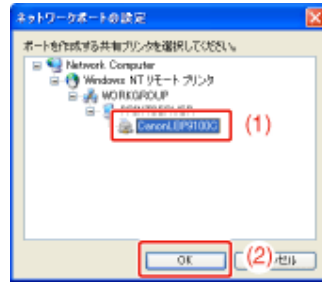 ネットワークポートの設定
ポートを作成する共有プリンタを選択してください。
Network Computer
Windows NT リモート プリンタ
WORKGROUP
PRINTSERVER
CanonLBP9100C
(1)
OK
(2)